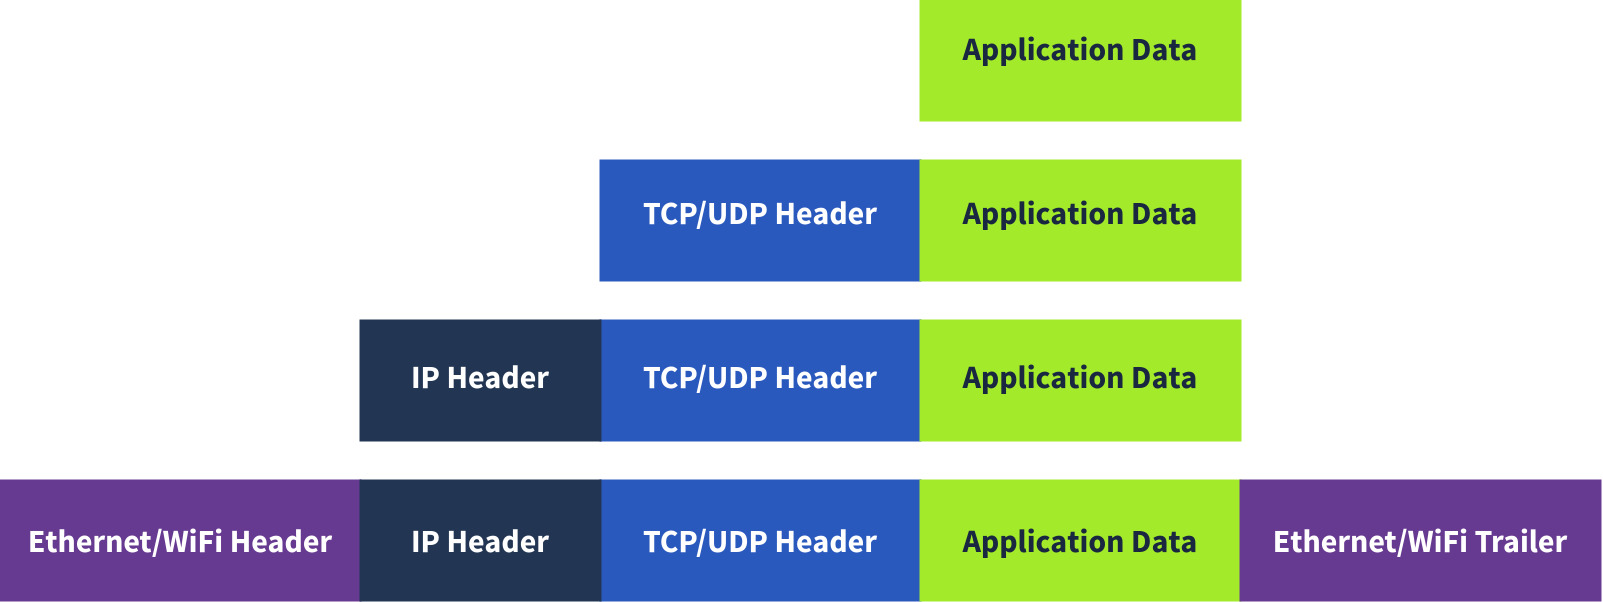 Application Data
TCP/UDP Header Application Data
IP Header TCP/UDP Header Application Data
Ethernet/WiFi Header IP Header TCP/UDP Header Application Data Ethernet/WiFi Trailer